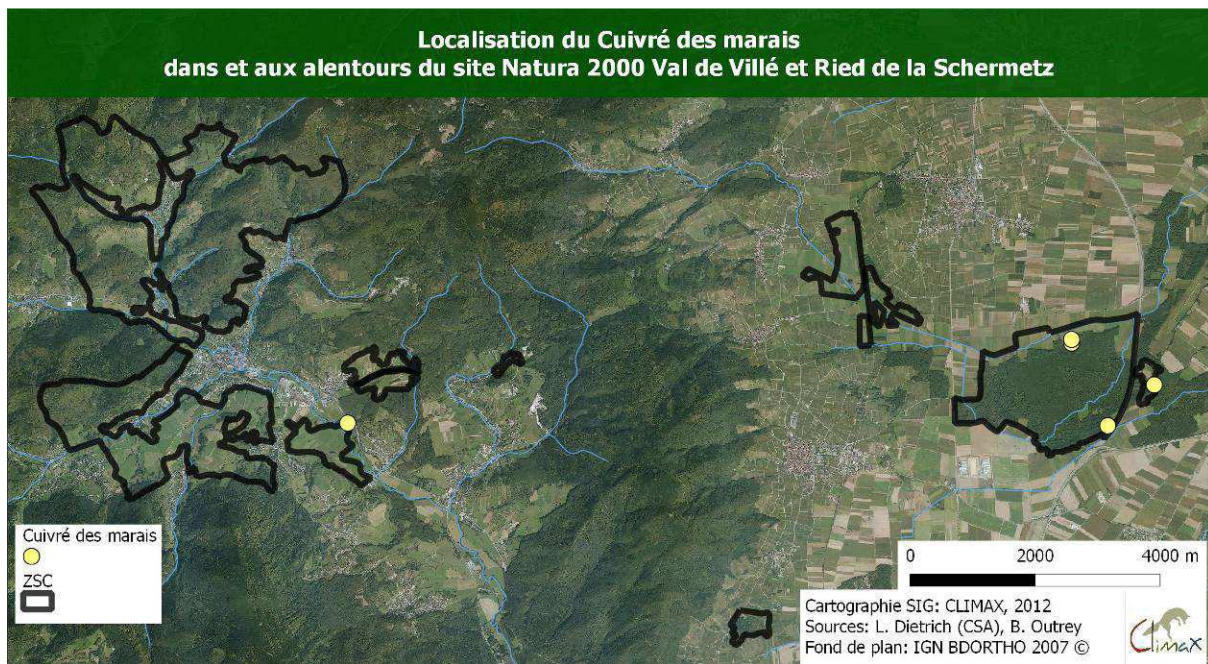 Localisation du Cuivré des marais
dans et aux alentours du site Natura 2000 Val de Villé et Ried de la Schermetz
Cuivré des marais
ZSC
0 2000 4000 m
Cartographie SIG: CLIMAX, 2012
Sources: L. Dietrich (CSA), B. Outrey
Fond de plan: IGN BDORTHO 2007 ©
Climax